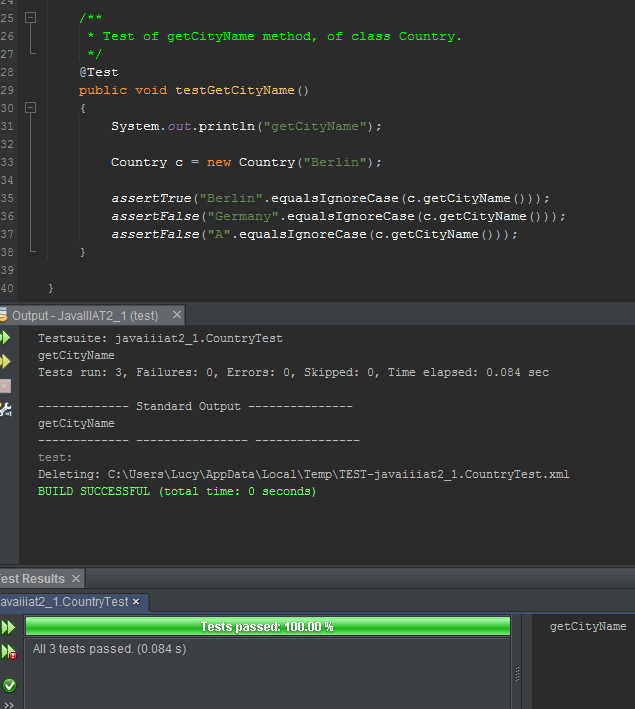 24
25 /**
26 * Test of getCityName method, of class Country.
27 */
28 @Test
29 public void testGetCityName()
30 {
31 System.out.println("getCityName");
32
33 Country c = new Country("Berlin");
34
35 assertTrue("Berlin".equalsIgnoreCase(c.getCityName()));
36 assertFalse("Germany".equalsIgnoreCase(c.getCityName()));
37 assertFalse("A".equalsIgnoreCase(c.getCityName()));
38 }
39
40 }
Output - JavaIIIAT2_1 (test) ×
Testsuite: javaiiiat2_1.CountryTest
getCityName
Tests run: 3, Failures: 0, Errors: 0, Skipped: 0, Time elapsed: 0.084 sec
------------- Standard Output ---------------
getCityName
------------- ---------------- ---------------
test:
Deleting: C:\Users\Lucy\AppData\Local\Temp\TEST-javaiiiat2_1.CountryTest.xml
BUILD SUCCESSFUL (total time: 0 seconds)
est Results ×
avaiiiat2_1.CountryTest ×
Tests passed: 100.00 %
getCityName
All 3 tests passed. (0.084 s)